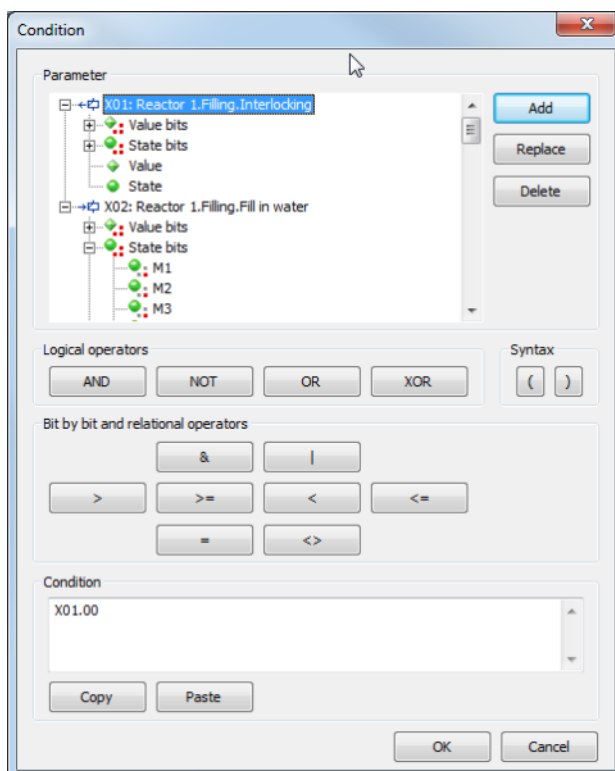 Condition
Parameter
X01: Reactor 1.Filling.Interlocking
Value bits
State bits
Value
State
X02: Reactor 1.Filling.Fill in water
Value bits
State bits
M1
M2
M3
Add
Replace
Delete
Logical operators
AND NOT OR XOR
Syntax
( )
Bit by bit and relational operators
& |
> >= < <=
= <>
Condition
X01.00
Copy Paste
OK Cancel